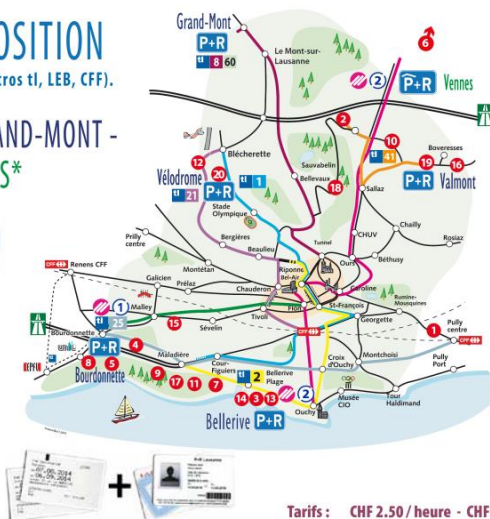 OSITION
tros tl, LEB, CFF).
AND-MONT -
S*
Grand-Mont
P+R
tl 8 60
Le Mont-sur-
Lausanne
6
2
P+R Vennes
2
10
tl 41
Boveresses
19
16
P+R Valmont
Sallaz
Blécherette
12
20
Vélodrome P+R
tl 21
tl 1
Stade
Olympique
Sauvabelin
Bellevaux
18
Bergières
Beaulieu
Tunnel
CHUV
Chailly
Rosiaz
Ours
Béthusy
Prilly
centre
CFF Renens CFF
Montétan
Galicien
Prélaz
Chauderon
Riponne
Bel-Air
Caroline
Rumine-
Mousquines
Flon
St-François
Georgette
CFF
1
Malley
tl 25
Bourdonnette
15
Sévelin
Tivoli
1
Pully
centre
CFF
P+R
4
8
5
Bourdonnette
EPFL
Maladière
Cour-
Figuiers
tl 2
Bellerive
Plage
Croix
d'Ouchy
Montchoisi
Pully
Port
9
17
11
7
14
3
13
2
Ouchy
Musée
CIO
Tour
Haldimand
Bellerive P+R
+
P+R Lausanne
Tarifs : CHF 2.50 / heure - CHF